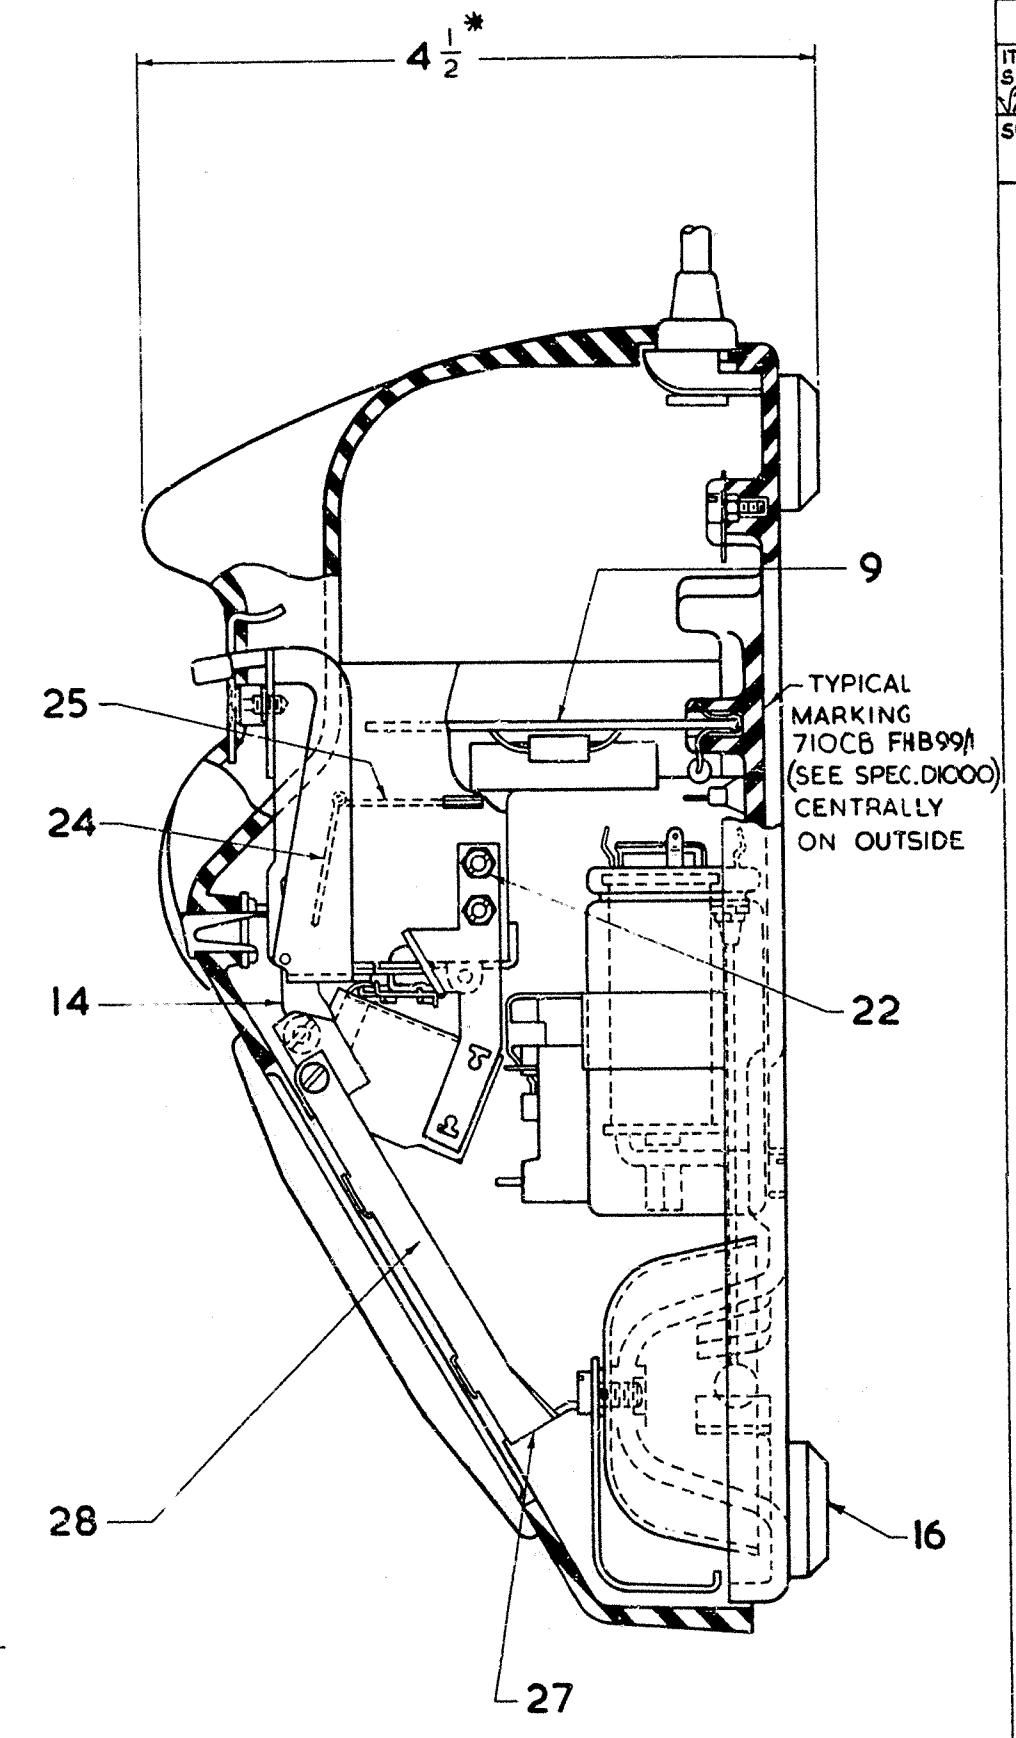 4 1/2*
IT
S
9
25
TYPICAL
MARKING
710CB FHB99/1
(SEE SPEC.D1000)
CENTRALLY
ON OUTSIDE
24
14
22
28
16
27